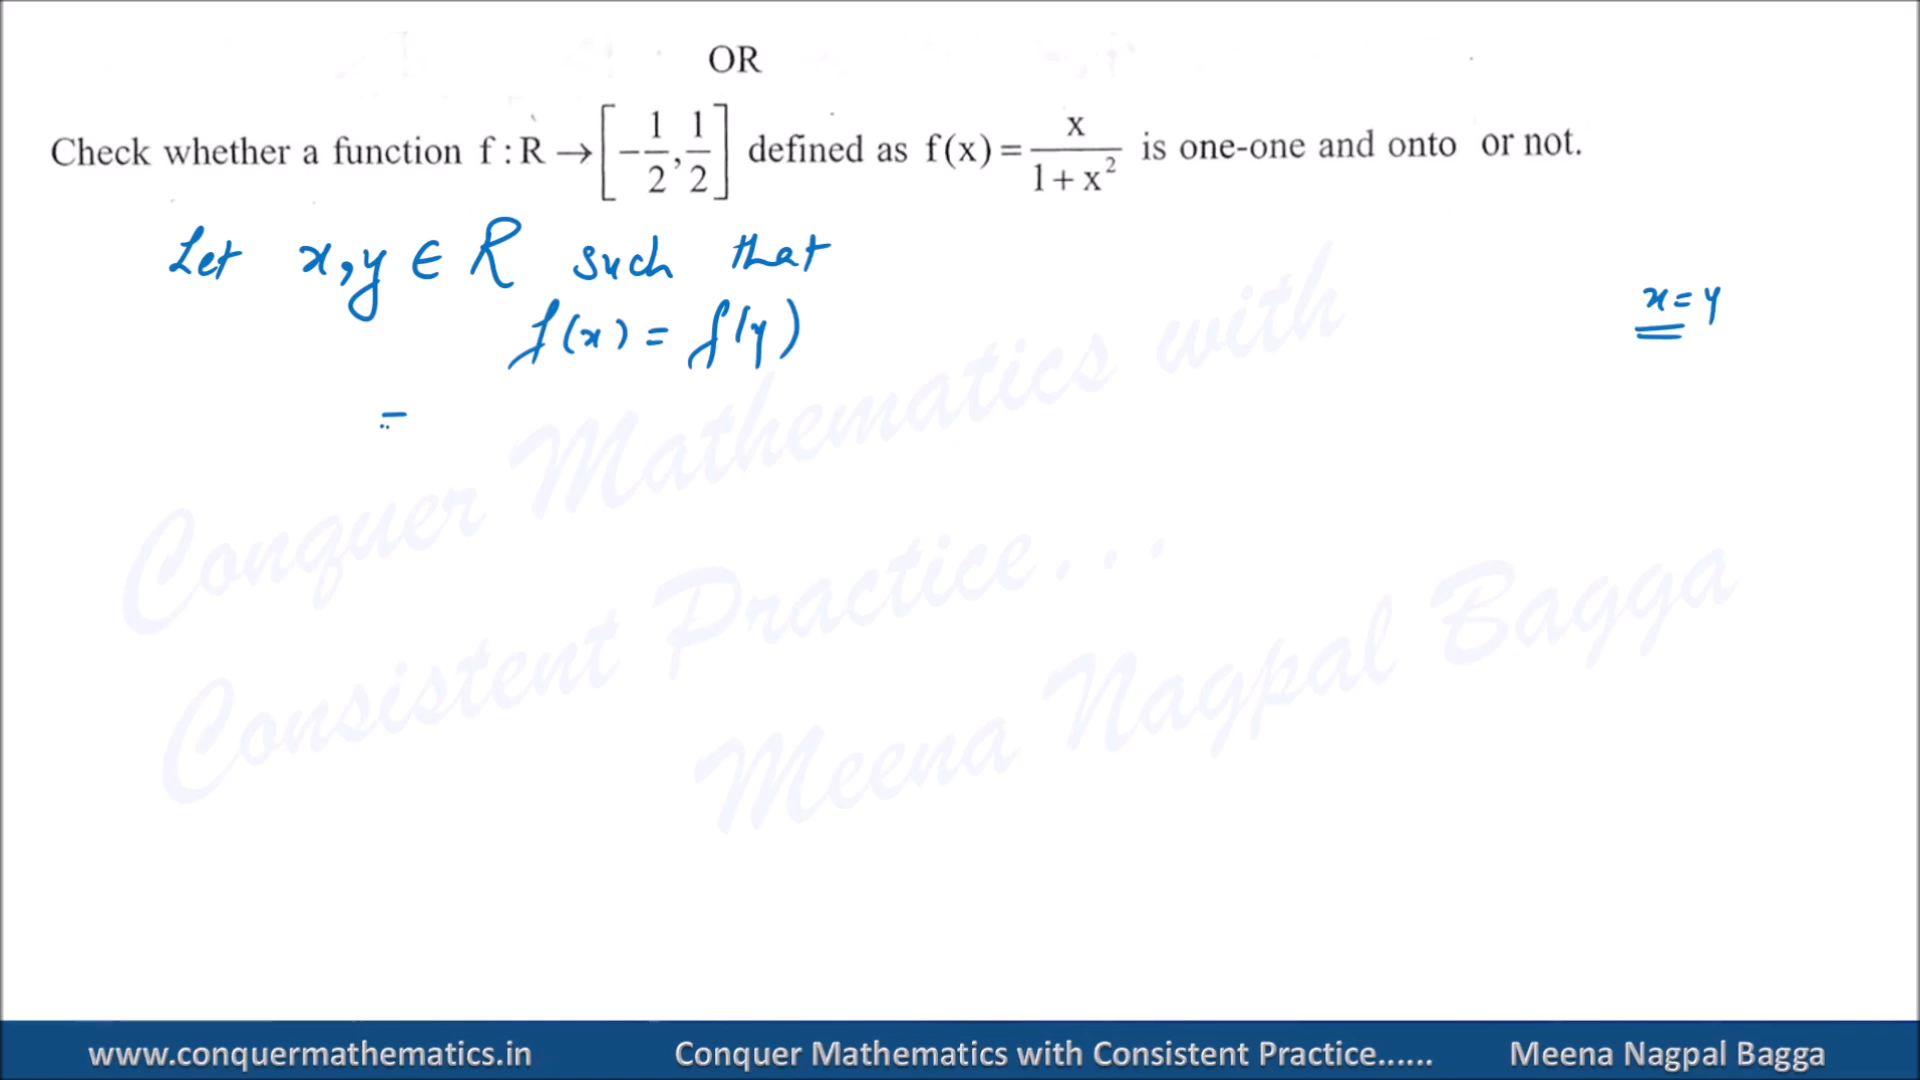 OR
Check whether a function f : R → [−1/2, 1/2] defined as f(x) = x/(1 + x²) is one-one and onto or not.
Let x, y ∈ R such that
x = y
f(x) = f(y)
=
Conquer Mathematics with
Consistent Practice...
Meena Nagpal Bagga
www.conquermathematics.in Conquer Mathematics with Consistent Practice...... Meena Nagpal Bagga